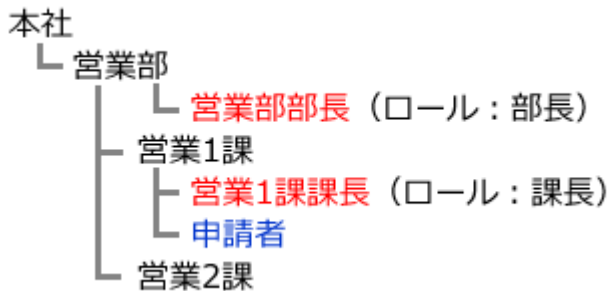 本社
営業部
営業部部長（ロール：部長）
営業1課
営業1課課長（ロール：課長）
申請者
営業2課